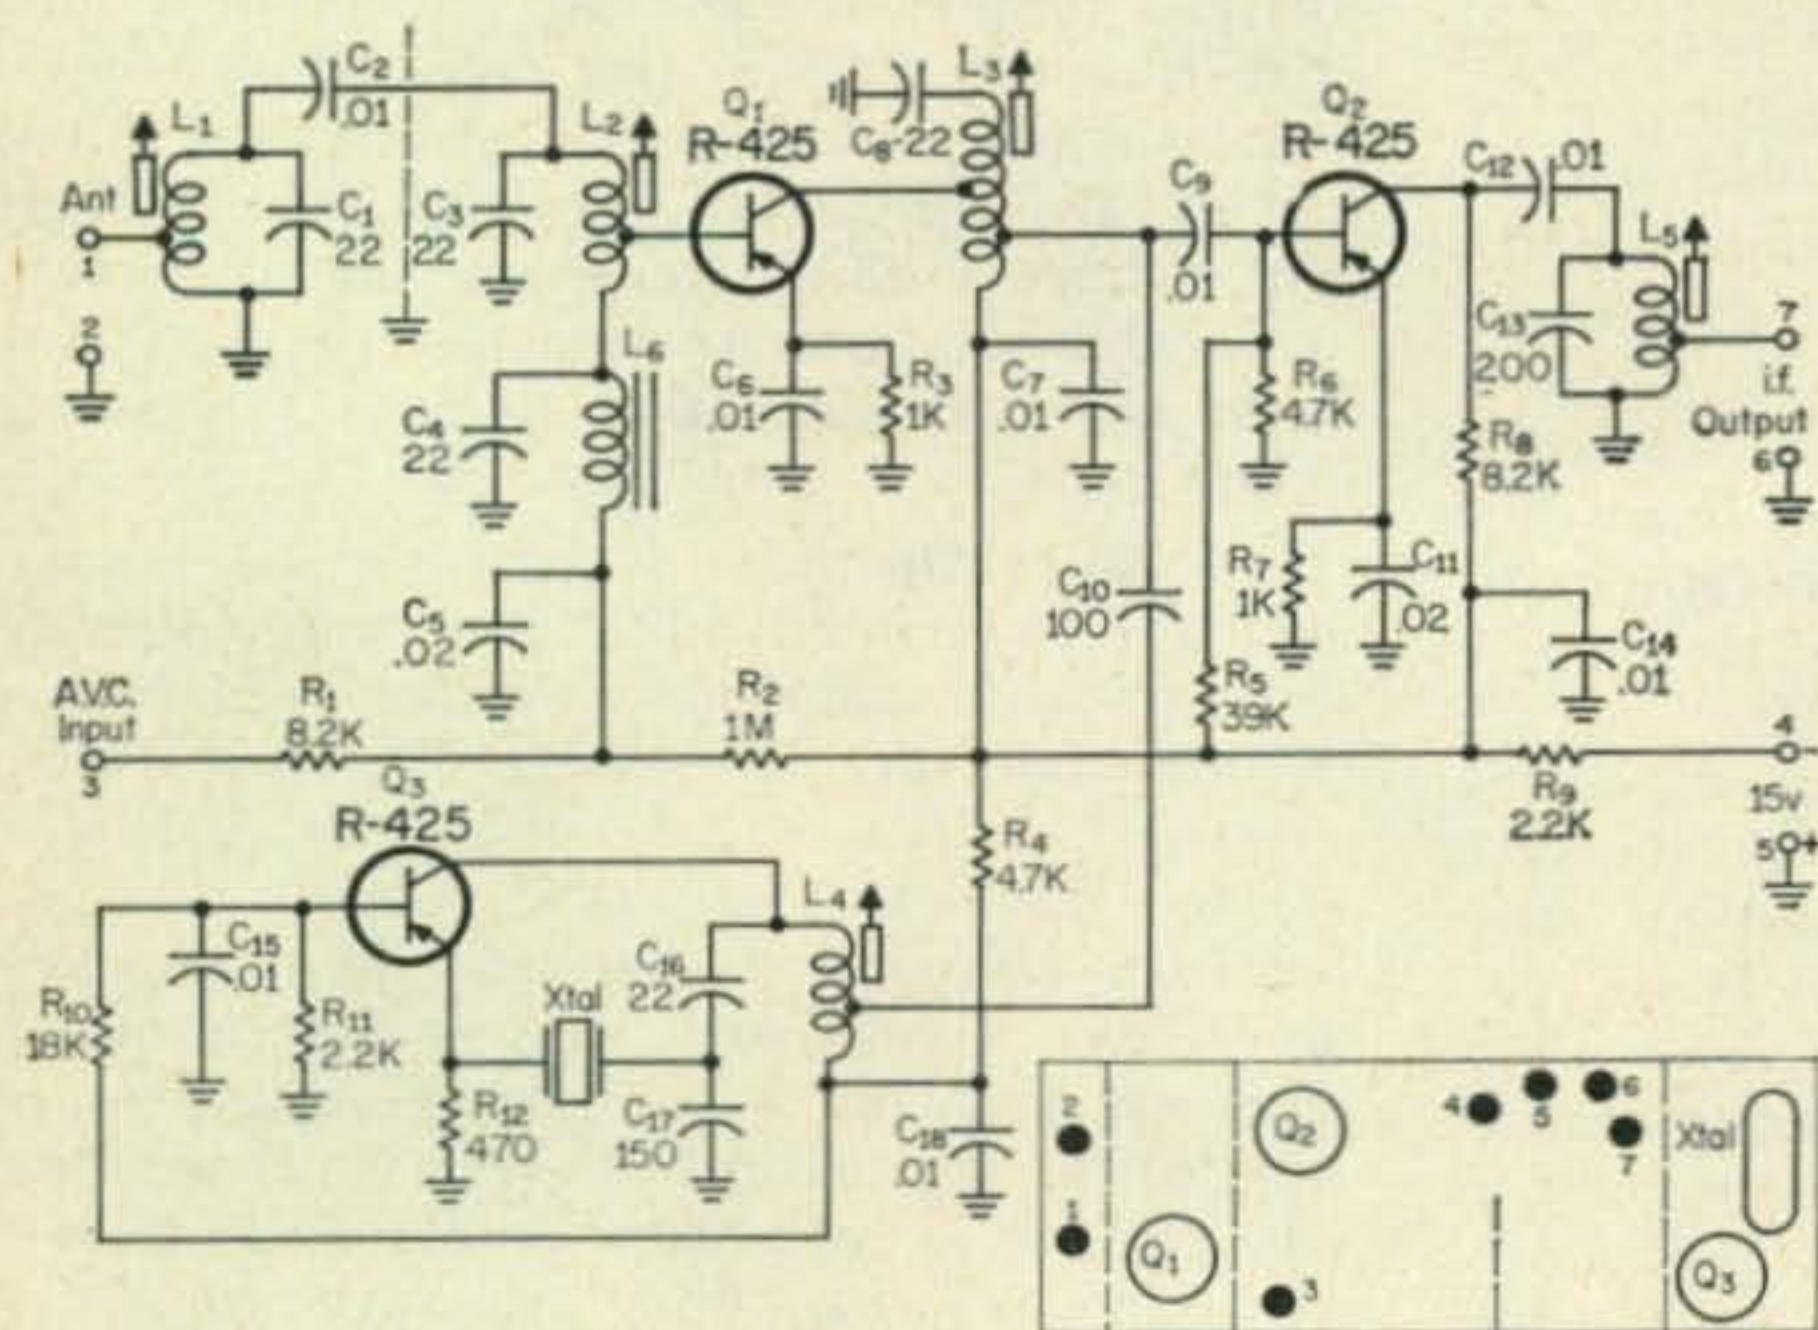 C2
.01
L1
Ant
1
2
C1
22
C3
22
L2
Q1
R-425
C8-22
L3
Q2
R-425
C9
.01
C12
.01
L5
C13
200
7
i.f.
Output
6
L6
C4
22
C5
.02
C6
.01
R3
1K
C7
.01
R6
4.7K
R8
8.2K
C10
100
R7
1K
C11
.02
C14
.01
R5
39K
A.V.C.
Input
3
R1
8.2K
R2
1M
4
15v
5
+
R9
2.2K
Q3
R-425
R4
4.7K
L4
C15
.01
R10
18K
R11
2.2K
Xtal
C16
22
R12
470
C17
150
C18
.01
2
1
Q1
Q2
3
4
5
6
7
Xtal
Q3